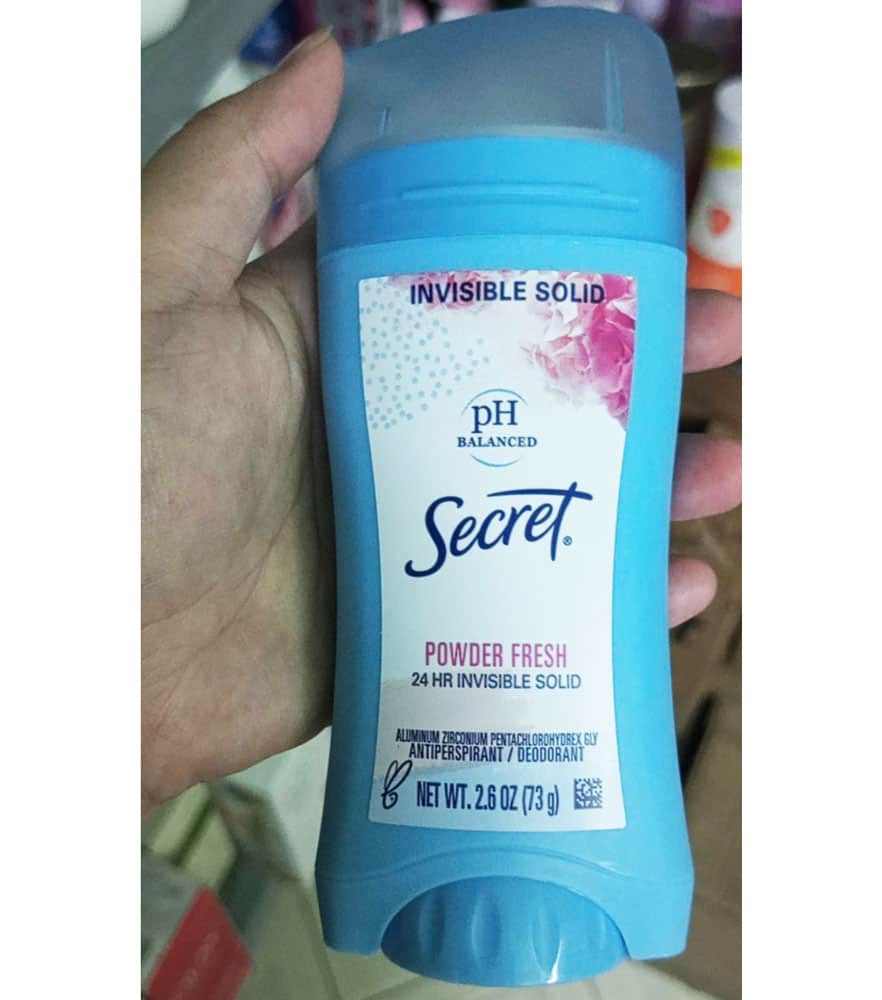 INVISIBLE SOLID
pH
BALANCED
Secret®
POWDER FRESH
24 HR INVISIBLE SOLID
ALUMINUM ZIRCONIUM PENTACHLOROHYDREX GLY
ANTIPERSPIRANT / DEODORANT
NET WT. 2.6 OZ (73 g)